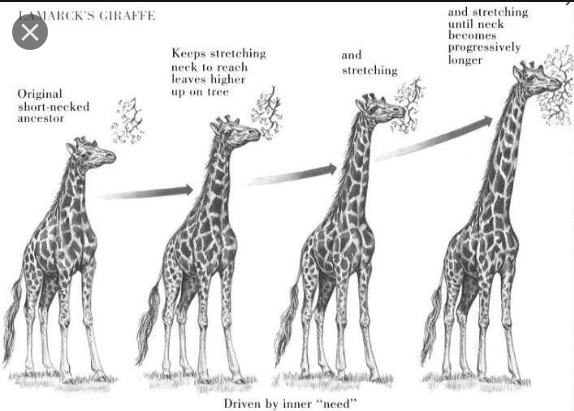 LAMARCK'S GIRAFFE
Original
short-necked
ancestor
Keeps stretching
neck to reach
leaves higher
up on tree
and
stretching
and stretching
until neck
becomes
progressively
longer
Driven by inner "need"